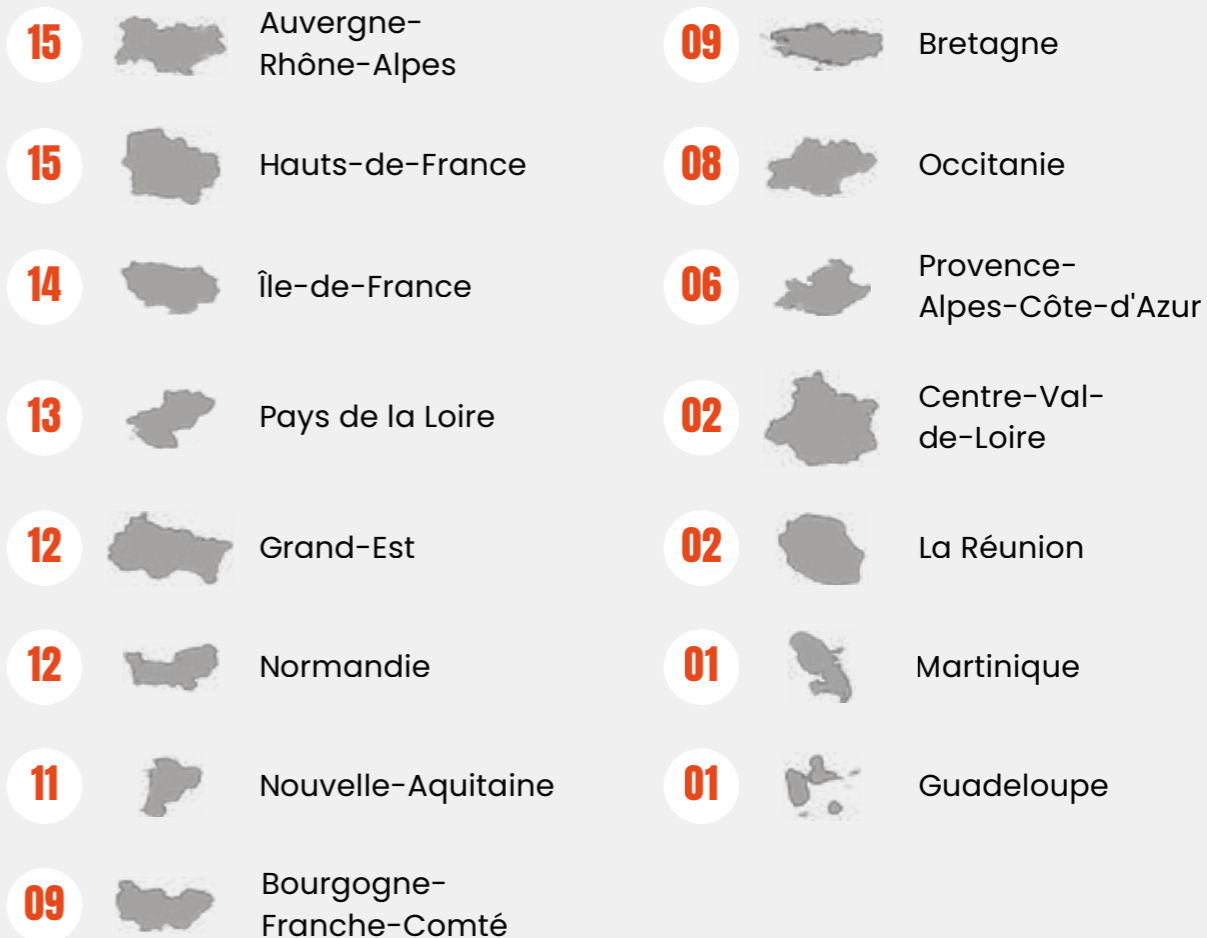 15
Auvergne-
Rhône-Alpes
15
Hauts-de-France
14
Île-de-France
13
Pays de la Loire
12
Grand-Est
12
Normandie
11
Nouvelle-Aquitaine
09
Bourgogne-
Franche-Comté
09
Bretagne
08
Occitanie
06
Provence-
Alpes-Côte-d'Azur
02
Centre-Val-
de-Loire
02
La Réunion
01
Martinique
01
Guadeloupe